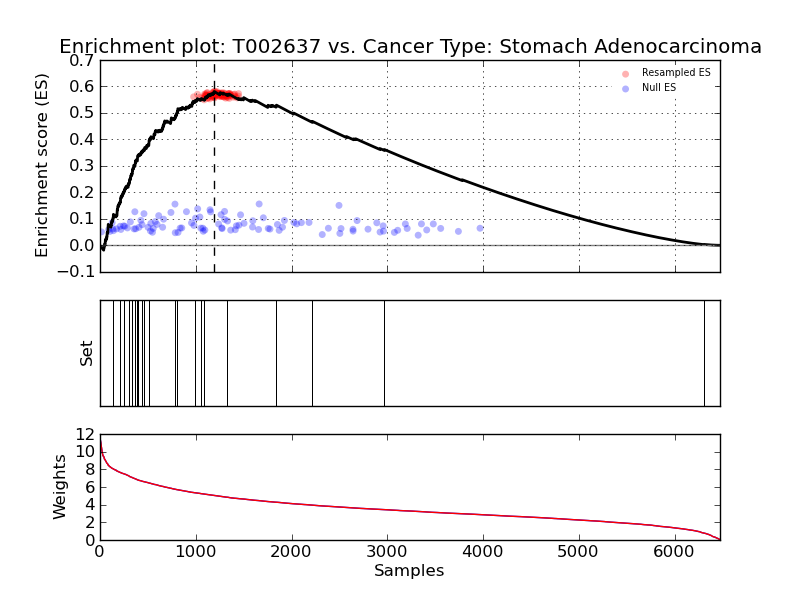 Enrichment plot: T002637 vs. Cancer Type: Stomach Adenocarcinoma
0.7
0.6
0.5
0.4
0.3
0.2
0.1
0.0
−0.1
Enrichment score (ES)
Resampled ES
Null ES
Set
12
10
8
6
4
2
0
Weights
0 1000 2000 3000 4000 5000 6000
Samples